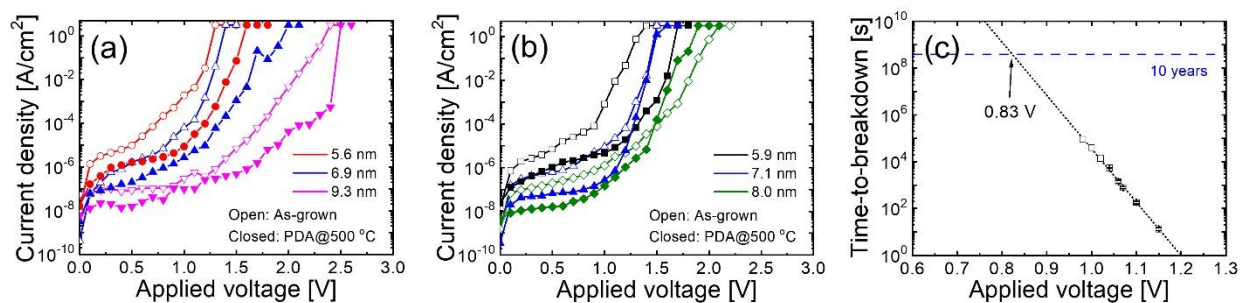 (a)
Current density [A/cm²]
10⁰
10⁻²
10⁻⁴
10⁻⁶
10⁻⁸
10⁻¹⁰
5.6 nm
6.9 nm
9.3 nm
Open: As-grown
Closed: PDA@500 °C
0.0 0.5 1.0 1.5 2.0 2.5 3.0
Applied voltage [V]
(b)
Current density [A/cm²]
10⁰
10⁻²
10⁻⁴
10⁻⁶
10⁻⁸
10⁻¹⁰
5.9 nm
7.1 nm
8.0 nm
Open: As-grown
Closed: PDA@500 °C
0.0 0.5 1.0 1.5 2.0 2.5 3.0
Applied voltage [V]
(c)
Time-to-breakdown [s]
10¹⁰
10⁸
10⁶
10⁴
10²
10⁰
10 years
0.83 V
0.6 0.7 0.8 0.9 1.0 1.1 1.2 1.3
Applied voltage [V]